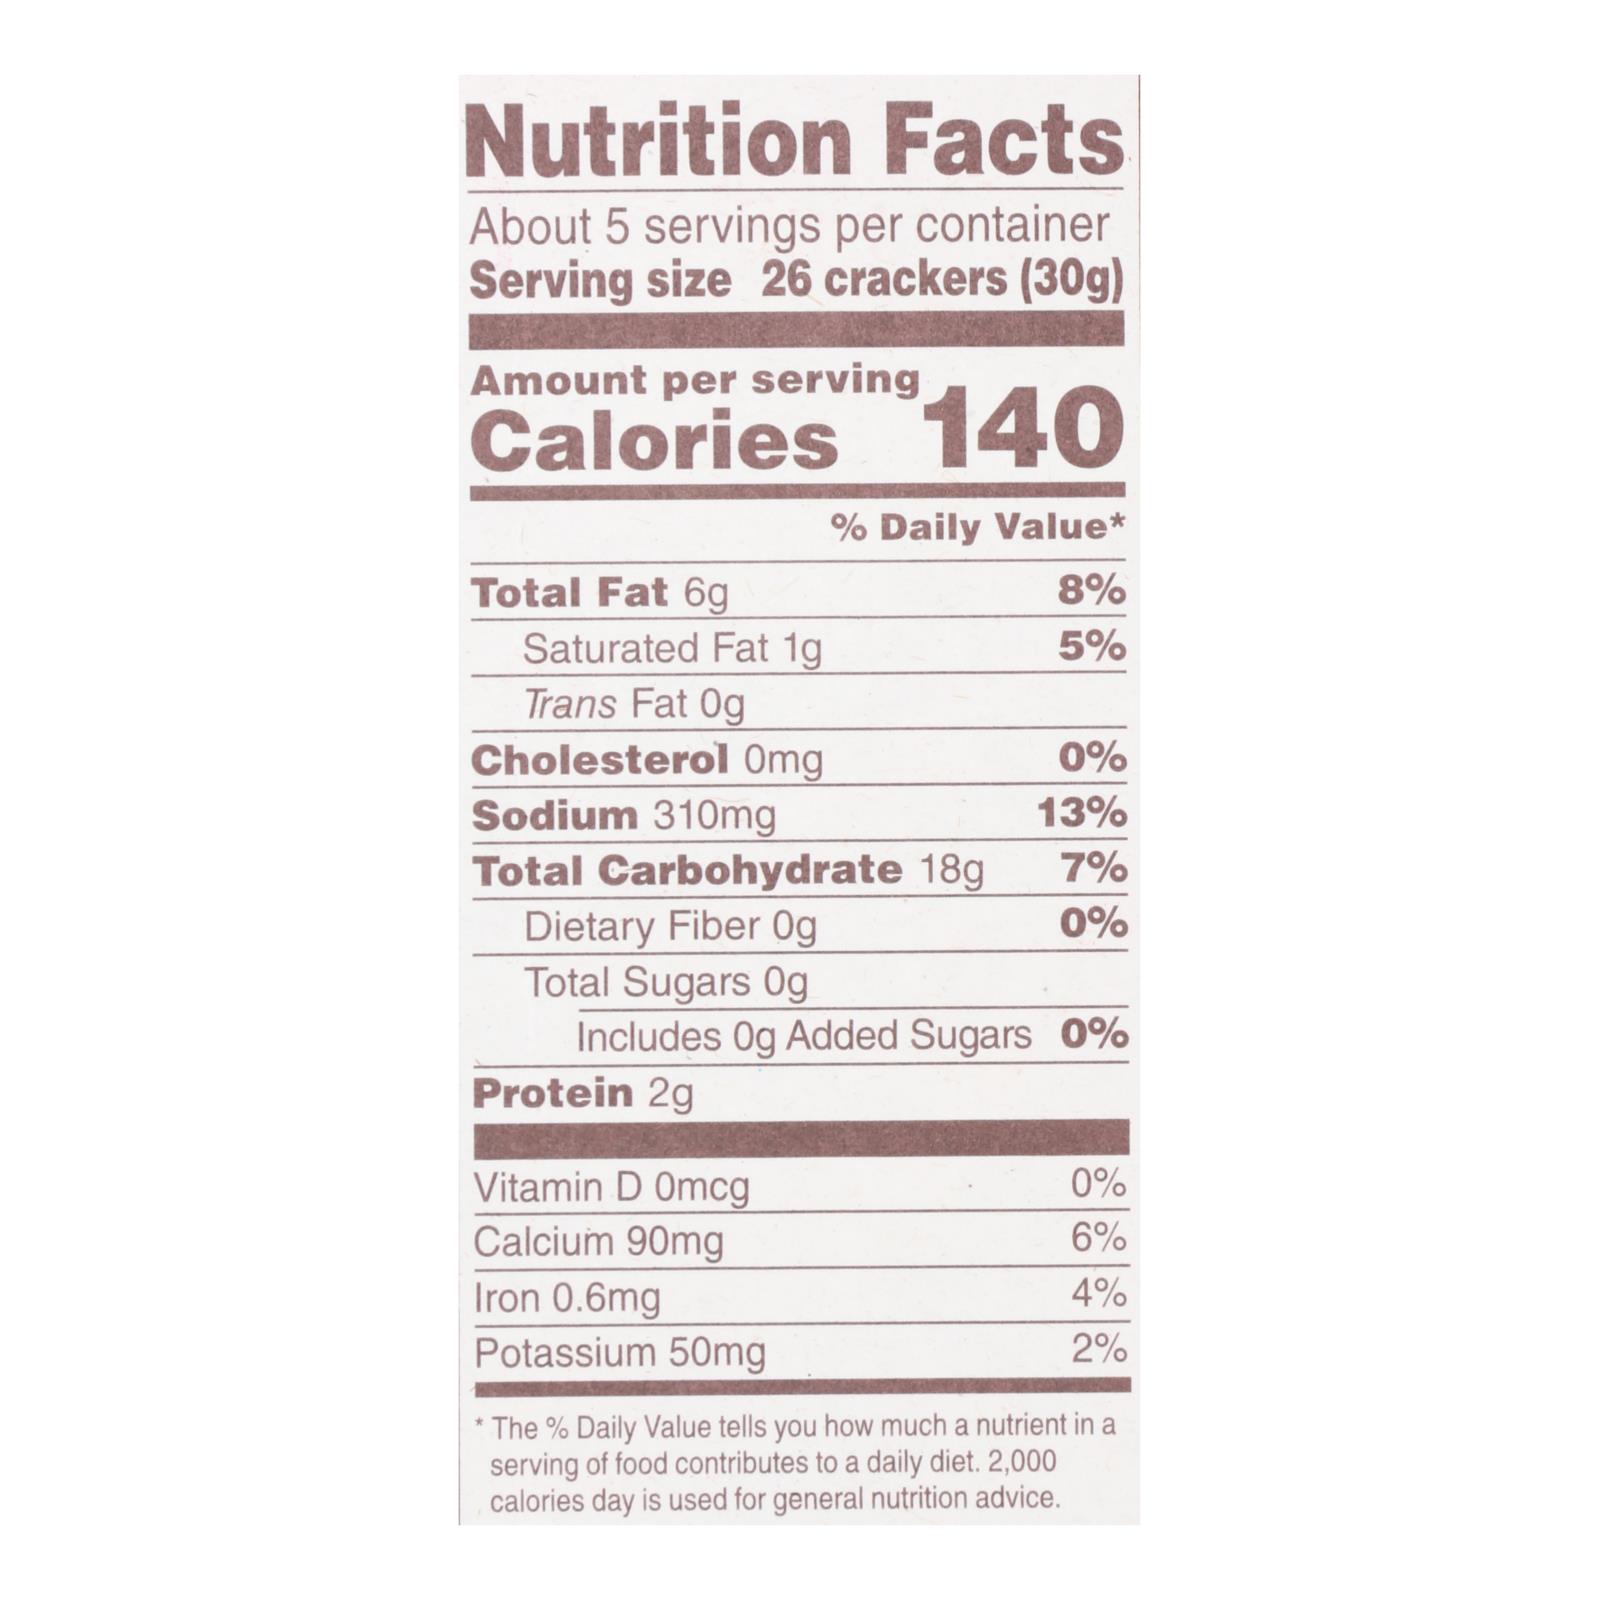 Nutrition Facts
About 5 servings per container
Serving size 26 crackers (30g)
Amount per serving
Calories 140
% Daily Value*
Total Fat 6g 8%
Saturated Fat 1g 5%
Trans Fat 0g
Cholesterol 0mg 0%
Sodium 310mg 13%
Total Carbohydrate 18g 7%
Dietary Fiber 0g 0%
Total Sugars 0g
Includes 0g Added Sugars 0%
Protein 2g
Vitamin D 0mcg 0%
Calcium 90mg 6%
Iron 0.6mg 4%
Potassium 50mg 2%
* The % Daily Value tells you how much a nutrient in a
serving of food contributes to a daily diet. 2,000
calories day is used for general nutrition advice.